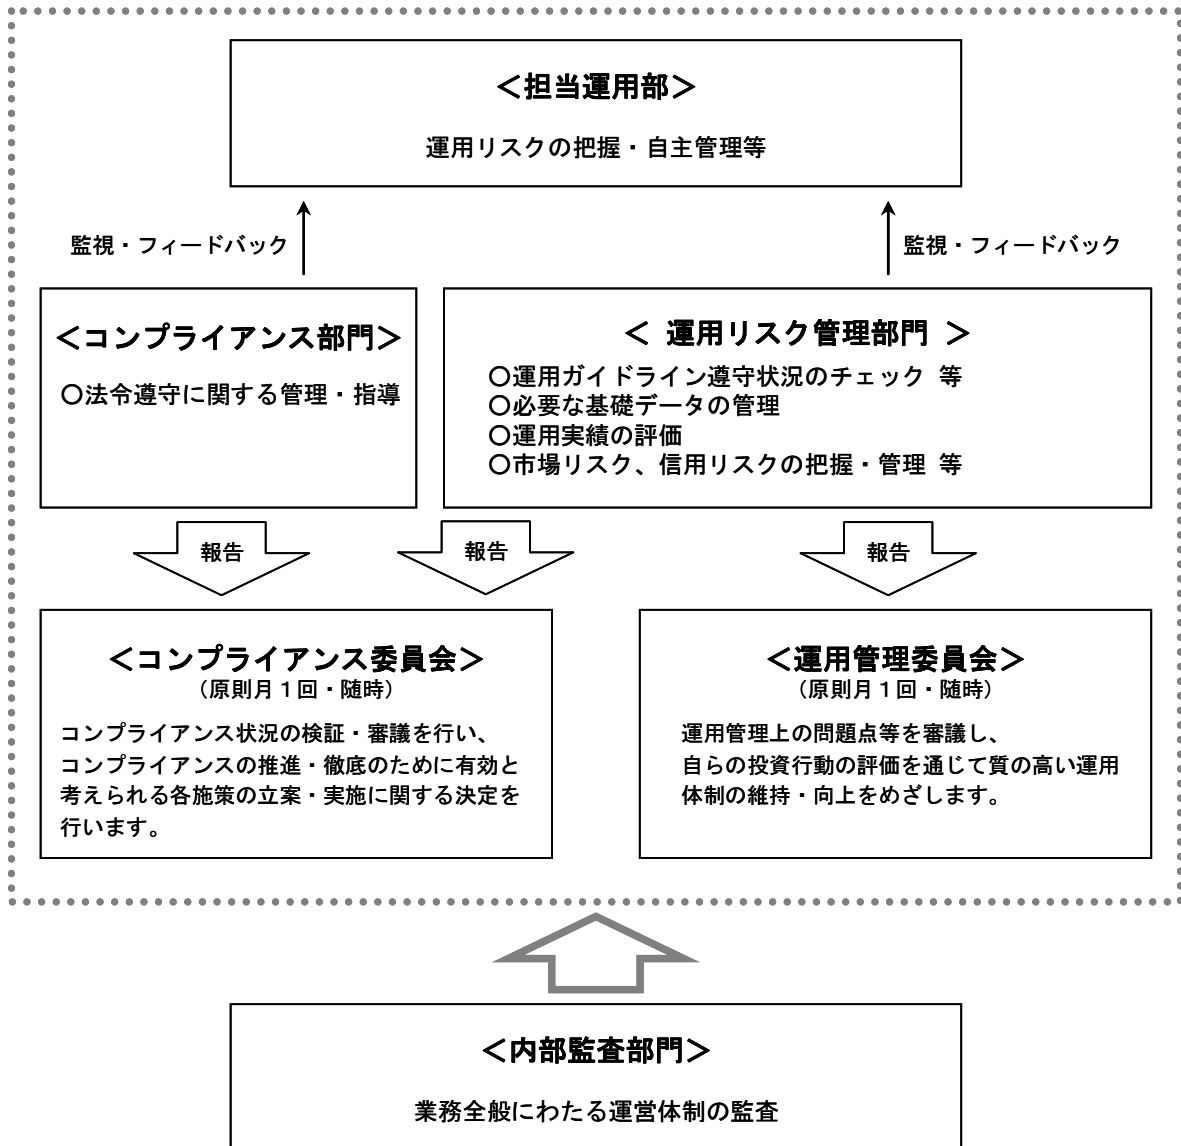 ＜担当運用部＞
運用リスクの把握・自主管理等
監視・フィードバック
監視・フィードバック
＜コンプライアンス部門＞
○法令遵守に関する管理・指導
＜ 運用リスク管理部門 ＞
○運用ガイドライン遵守状況のチェック 等
○必要な基礎データの管理
○運用実績の評価
○市場リスク、信用リスクの把握・管理 等
報告
報告
報告
＜コンプライアンス委員会＞
（原則月１回・随時）
コンプライアンス状況の検証・審議を行い、
コンプライアンスの推進・徹底のために有効と
考えられる各施策の立案・実施に関する決定を
行います。
＜運用管理委員会＞
（原則月１回・随時）
運用管理上の問題点等を審議し、
自らの投資行動の評価を通じて質の高い運用
体制の維持・向上をめざします。
＜内部監査部門＞
業務全般にわたる運営体制の監査